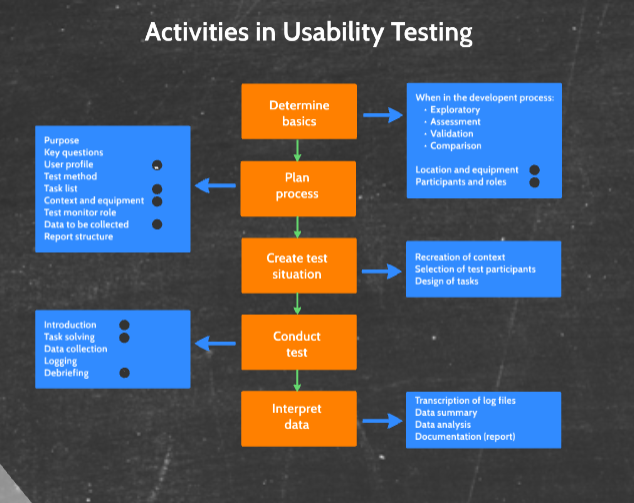 Activities in Usability Testing
Determine
basics
When in the developent process:
• Exploratory
• Assessment
• Validation
• Comparison
Location and equipment
Participants and roles
Plan
process
Purpose
Key questions
User profile
Test method
Task list
Context and equipment
Test monitor role
Data to be collected
Report structure
Create test
situation
Recreation of context
Selection of test participants
Design of tasks
Conduct
test
Introduction
Task solving
Data collection
Logging
Debriefing
Interpret
data
Transcription of log files
Data summary
Data analysis
Documentation (report)